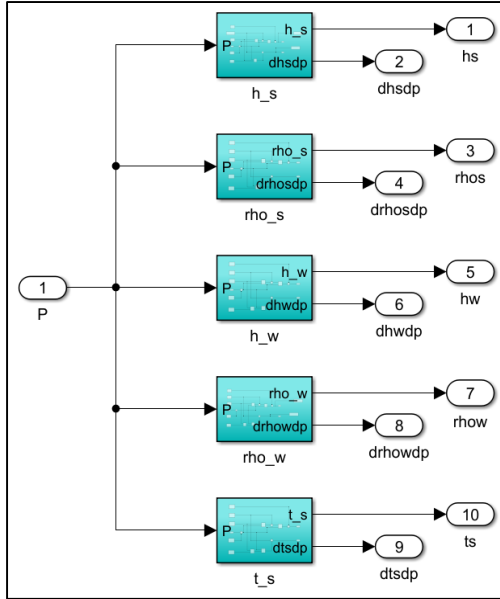 h_s
1
P
hs
dhsdp
2
h_s
dhsdp
rho_s
3
P
rhos
drhosdp
4
rho_s
drhosdp
h_w
5
1
P
hw
P
dhwdp
6
h_w
dhwdp
rho_w
7
P
rhow
drhowdp
8
rho_w
drhowdp
t_s
10
P
ts
dtsdp
9
t_s
dtsdp